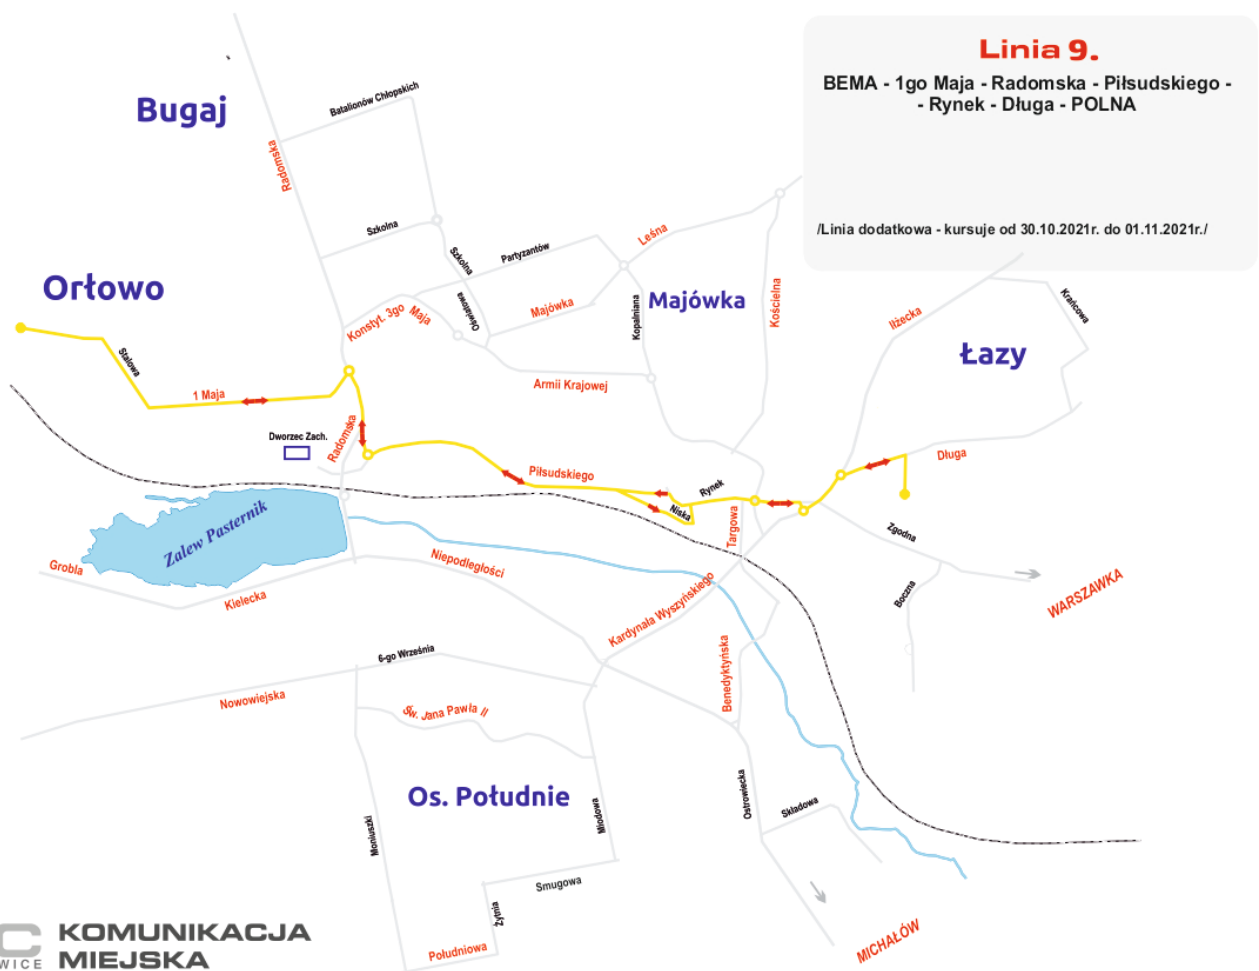 Linia 9.
BEMA - 1go Maja - Radomska - Piłsudskiego -
- Rynek - Długa - POLNA
/Linia dodatkowa - kursuje od 30.10.2021r. do 01.11.2021r./
Bugaj
Batalionów Chłopskich
Radomska
Szkolna
Szkolna
Partyzantów
Leśna
Orłowo
Konstyt. 3go Maja
Oświatowa
Majówka
Kopalniana
Majówka
Kościelna
Iłżecka
Krańcowa
Łazy
Stalowa
1 Maja
Armii Krajowej
Dworzec Zach.
Radomska
Piłsudskiego
Rynek
Niska
Targowa
Długa
Zgodna
Zalew Pasternik
Grobla
Kielecka
Niepodległości
Kardynała Wyszyńskiego
Boczna
WARSZAWKA
6-go Września
Benedyktyńska
Nowowiejska
Św. Jana Pawła II
Os. Południe
Moniuszki
Miodowa
Ostrowiecka
Składowa
Smugowa
Żytnia
Południowa
MICHAŁÓW
C KOMUNIKACJA
WICE MIEJSKA